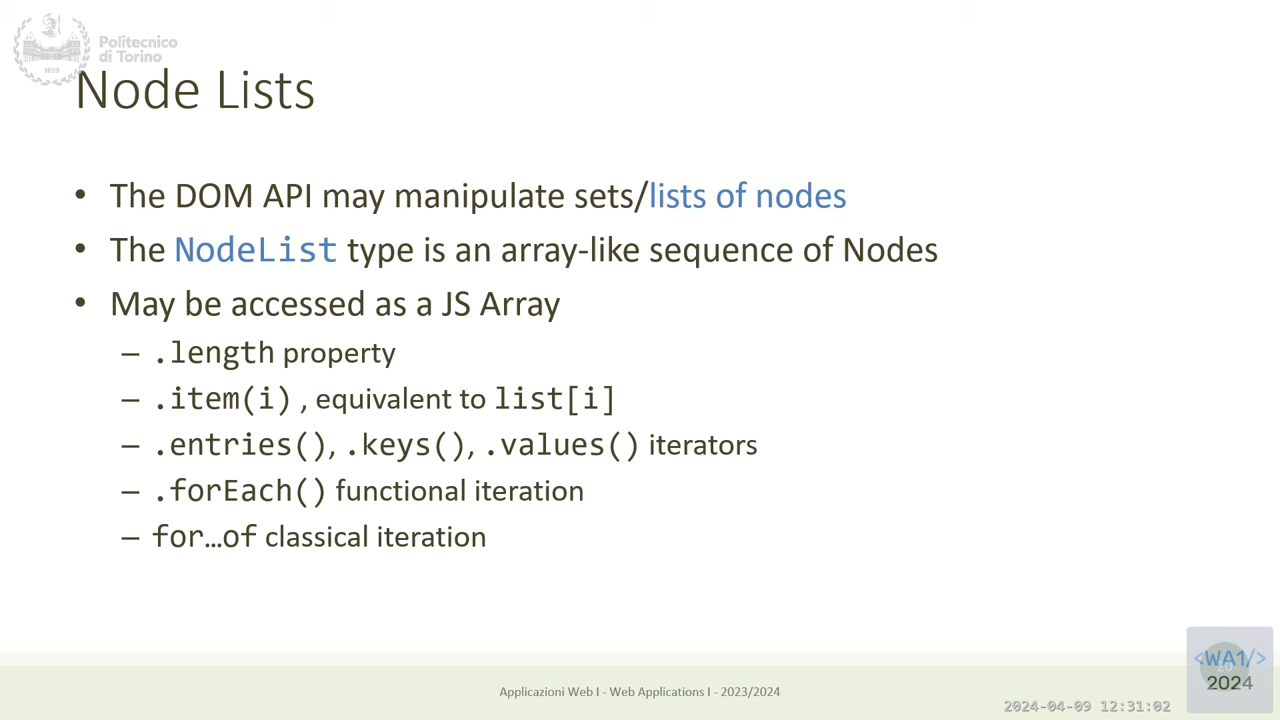 Politecnico
di Torino
1859
Node Lists
• The DOM API may manipulate sets/lists of nodes
• The NodeList type is an array-like sequence of Nodes
• May be accessed as a JS Array
– .length property
– .item(i) , equivalent to list[i]
– .entries(), .keys(), .values() iterators
– .forEach() functional iteration
– for…of classical iteration
<WA1/>
2024
Applicazioni Web I - Web Applications I - 2023/2024
2024-04-09 12:31:02